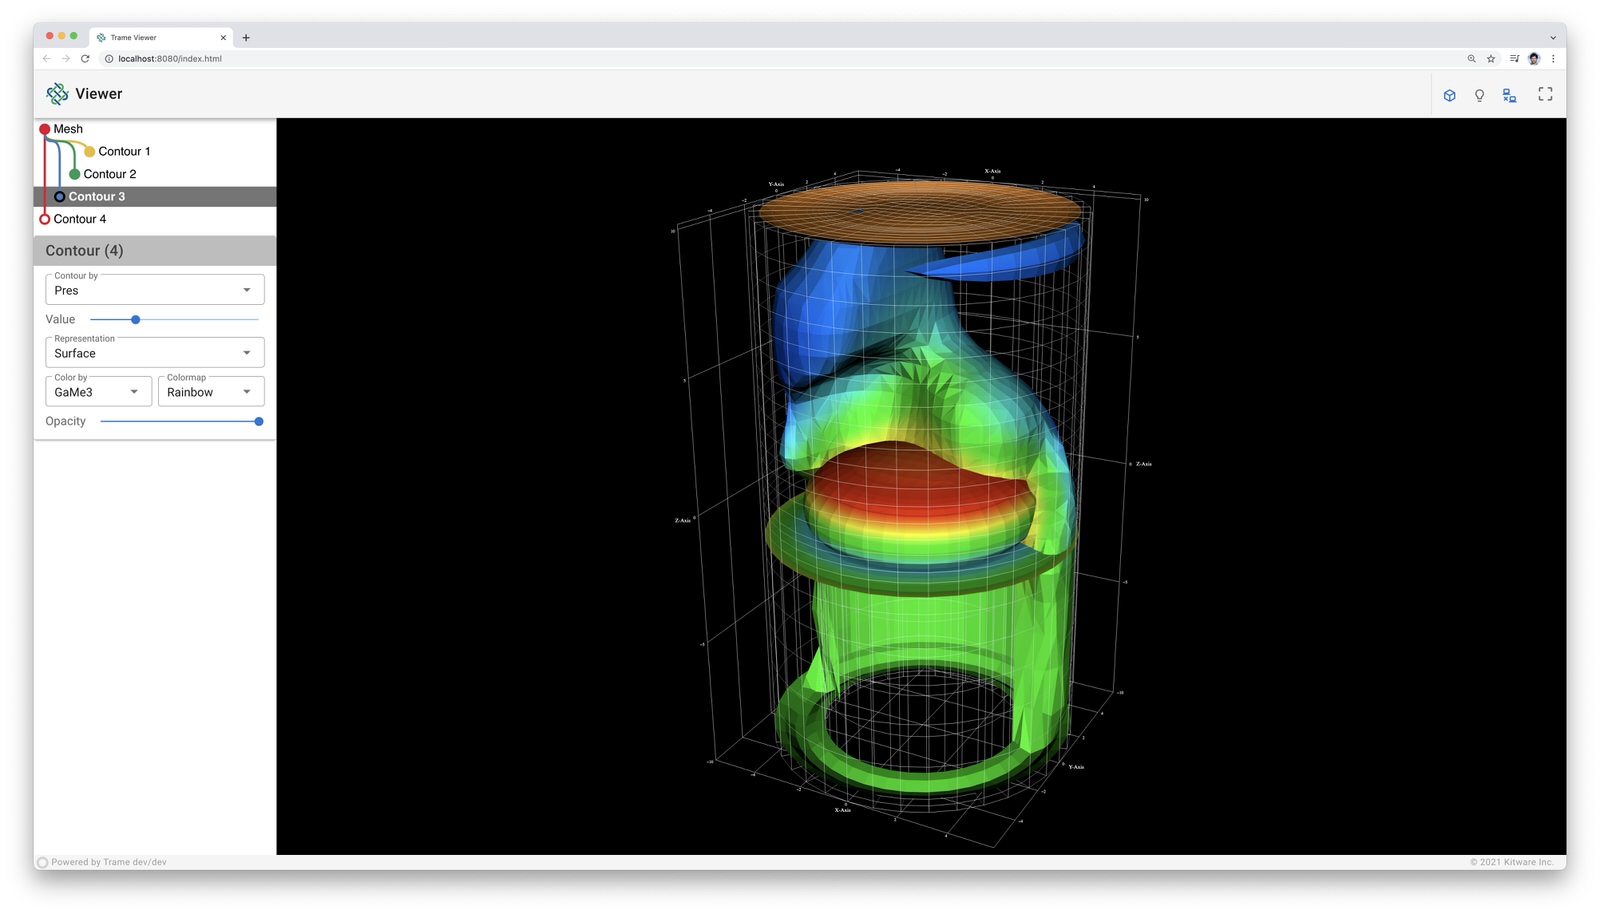 Trame Viewer
localhost:8080/index.html
Viewer
Mesh
Contour 1
Contour 2
Contour 3
Contour 4
Contour (4)
Contour by
Pres
Value
Representation
Surface
Color by
GaMe3
Colormap
Rainbow
Opacity
X-Axis
Y-Axis
Z-Axis
Z-Axis
Y-Axis
X-Axis
Powered by Trame dev/dev
© 2021 Kitware Inc.